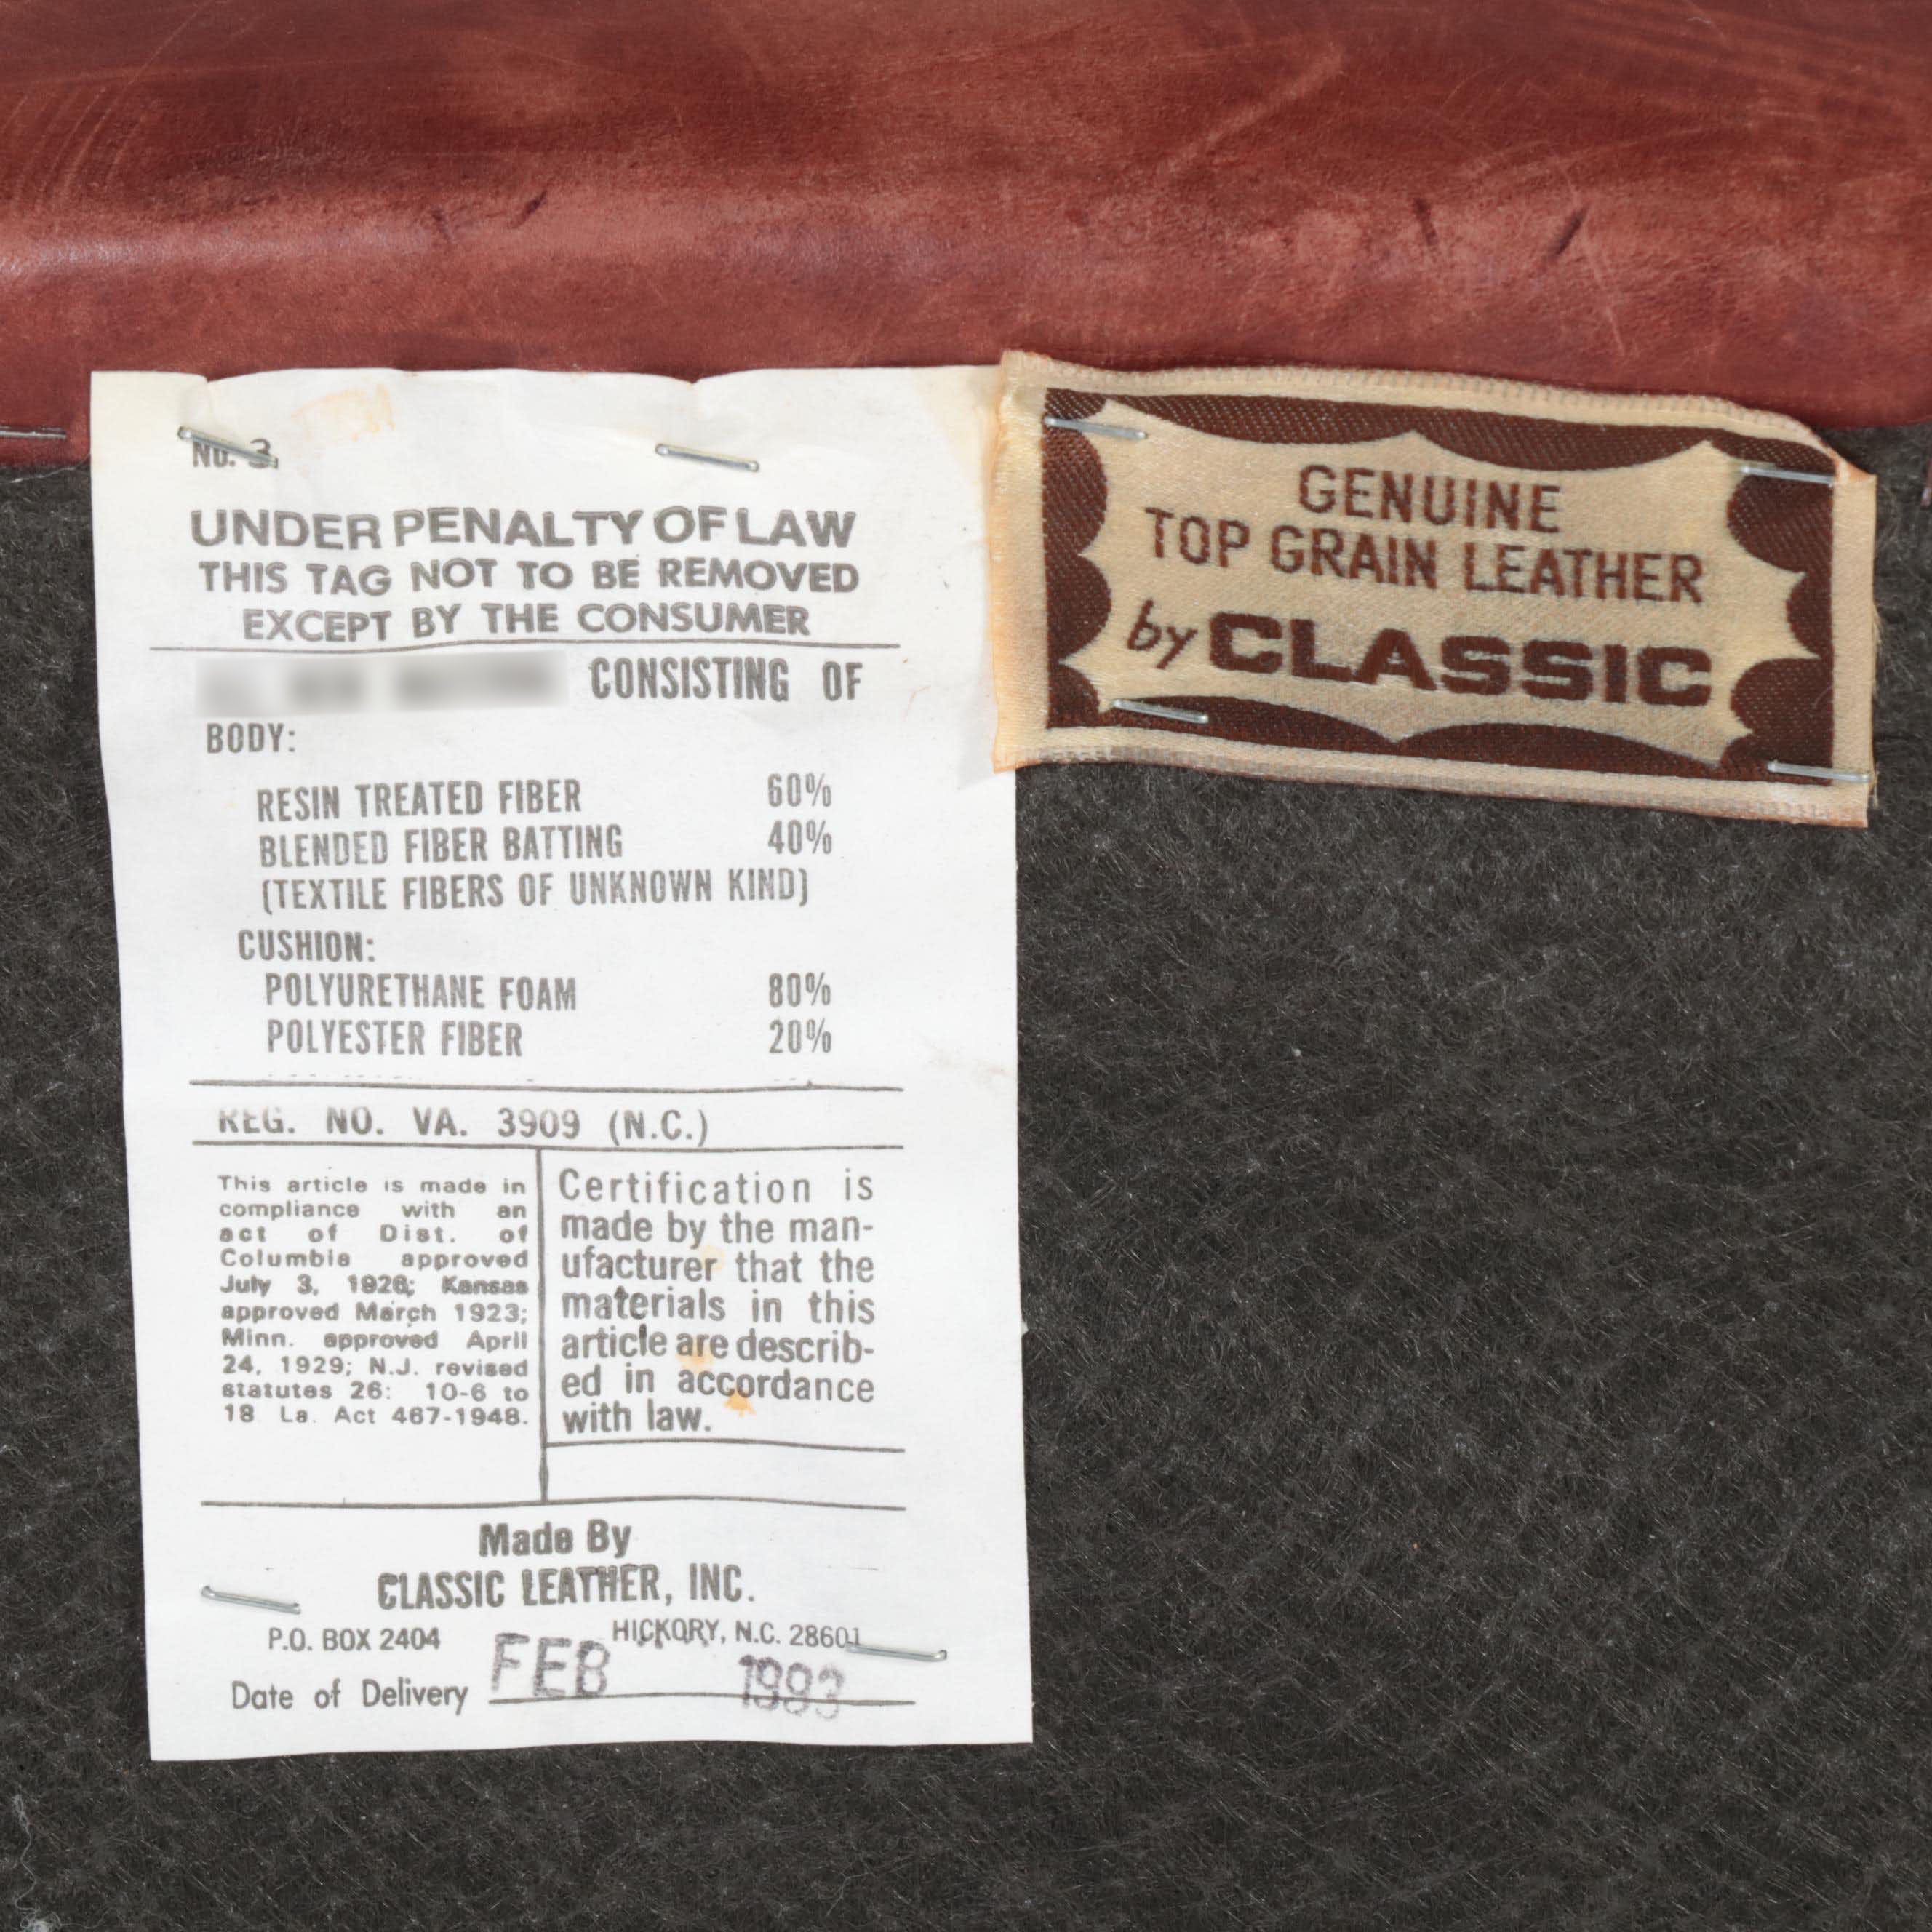 No. 3
UNDER PENALTY OF LAW
THIS TAG NOT TO BE REMOVED
EXCEPT BY THE CONSUMER
CONSISTING OF
BODY:
RESIN TREATED FIBER 60%
BLENDED FIBER BATTING 40%
(TEXTILE FIBERS OF UNKNOWN KIND)
CUSHION:
POLYURETHANE FOAM 80%
POLYESTER FIBER 20%
REG. NO. VA. 3909 (N.C.)
This article is made in
compliance with an
act of Dist. of
Columbia approved
July 3, 1926; Kansas
approved March 1923;
Minn. approved April
24, 1929; N.J. revised
statutes 26: 10-6 to
18 La. Act 467-1948.
Certification is
made by the man-
ufacturer that the
materials in this
article are describ-
ed in accordance
with law.
Made By
CLASSIC LEATHER, INC.
P.O. BOX 2404 HICKORY, N.C. 28601
Date of Delivery FEB 1983
GENUINE
TOP GRAIN LEATHER
by CLASSIC